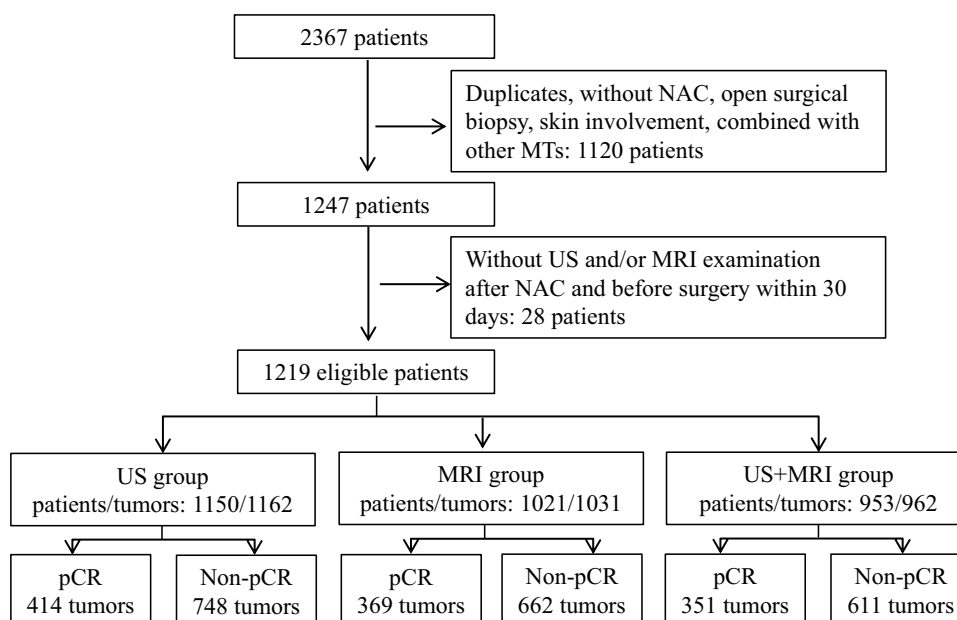 2367 patients
Duplicates, without NAC, open surgical
biopsy, skin involvement, combined with
other MTs: 1120 patients
1247 patients
Without US and/or MRI examination
after NAC and before surgery within 30
days: 28 patients
1219 eligible patients
US group
patients/tumors: 1150/1162
MRI group
patients/tumors: 1021/1031
US+MRI group
patients/tumors: 953/962
pCR
414 tumors
Non-pCR
748 tumors
pCR
369 tumors
Non-pCR
662 tumors
pCR
351 tumors
Non-pCR
611 tumors